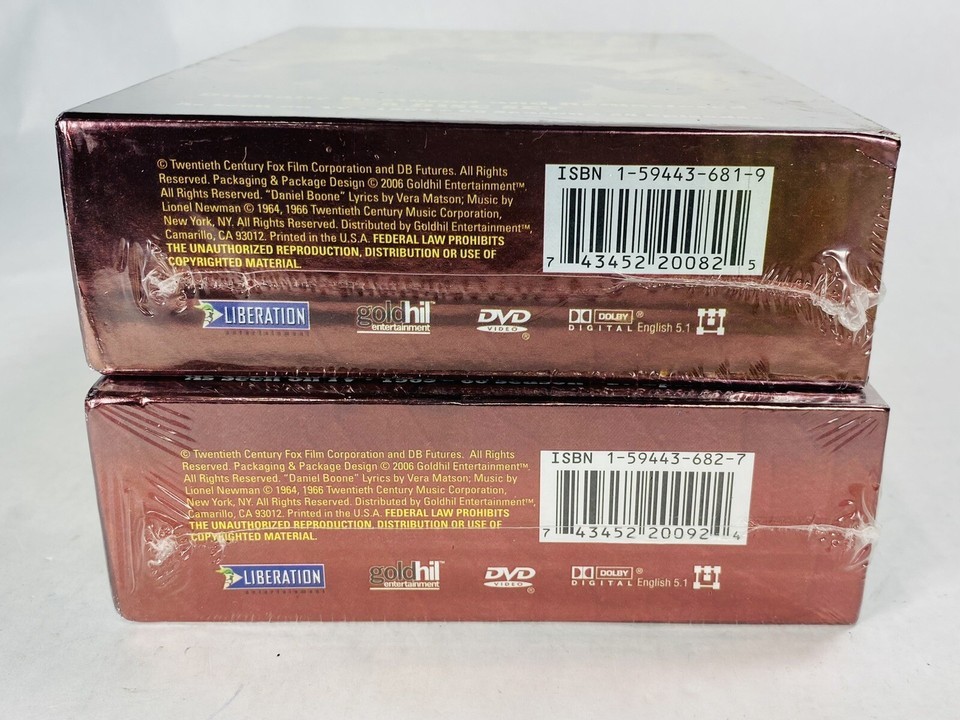 © Twentieth Century Fox Film Corporation and DB Futures. All Rights
Reserved. Packaging & Package Design © 2006 Goldhil Entertainment™.
All Rights Reserved. "Daniel Boone" Lyrics by Vera Matson; Music by
Lionel Newman © 1964, 1966 Twentieth Century Music Corporation,
New York, NY. All Rights Reserved. Distributed by Goldhil Entertainment™,
Camarillo, CA 93012. Printed in the U.S.A. FEDERAL LAW PROHIBITS
THE UNAUTHORIZED REPRODUCTION, DISTRIBUTION OR USE OF
COPYRIGHTED MATERIAL.
ISBN 1-59443-681-9
7 43452 20082 5
LIBERATION
entertainment
goldhil
entertainment
DVD
VIDEO
®
DOLBY ®
DIGITAL English 5.1
© Twentieth Century Fox Film Corporation and DB Futures. All Rights
Reserved. Packaging & Package Design © 2006 Goldhil Entertainment™.
All Rights Reserved. "Daniel Boone" Lyrics by Vera Matson; Music by
Lionel Newman © 1964, 1966 Twentieth Century Music Corporation,
New York, NY. All Rights Reserved. Distributed by Goldhil Entertainment™,
Camarillo, CA 93012. Printed in the U.S.A. FEDERAL LAW PROHIBITS
THE UNAUTHORIZED REPRODUCTION, DISTRIBUTION OR USE OF
COPYRIGHTED MATERIAL.
ISBN 1-59443-682-7
7 43452 20092 4
LIBERATION
entertainment
goldhil
entertainment
DVD
VIDEO
®
DOLBY ®
DIGITAL English 5.1